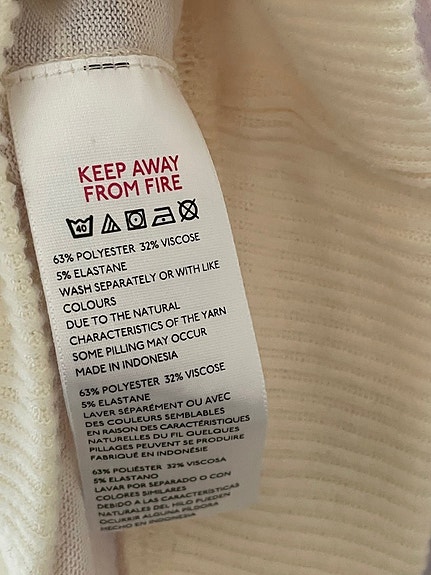 KEEP AWAY
FROM FIRE
40
63% POLYESTER 32% VISCOSE
5% ELASTANE
WASH SEPARATELY OR WITH LIKE
COLOURS
DUE TO THE NATURAL
CHARACTERISTICS OF THE YARN
SOME PILLING MAY OCCUR
MADE IN INDONESIA
63% POLYESTER 32% VISCOSE
5% ELASTANE
LAVER SÉPARÉMENT OU AVEC
DES COULEURS SEMBLABLES
EN RAISON DES CARACTÉRISTIQUES
NATURELLES DU FIL QUELQUES
PILLAGES PEUVENT SE PRODUIRE
FABRIQUÉ EN INDONÉSIE
63% POLIÉSTER 32% VISCOSA
5% ELASTANO
LAVAR POR SEPARADO O CON
COLORES SIMILARES
DEBIDO A LAS CARACTERÍSTICAS
NATURALES DEL HILO PUEDEN
OCURRIR ALGUNA PÍLDORA
HECHO EN INDONESIA